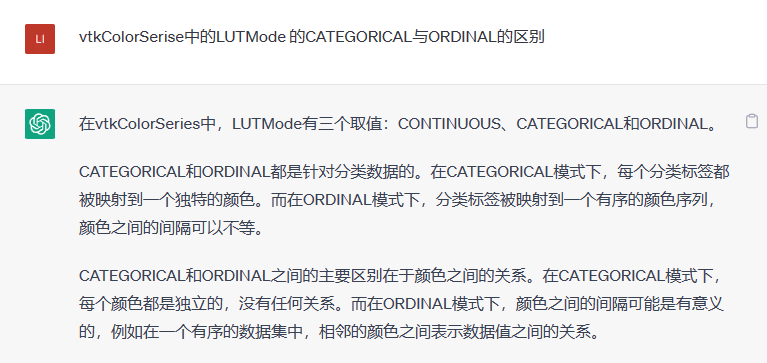 LI
vtkColorSerise中的LUTMode 的CATEGORICAL与ORDINAL的区别
在vtkColorSeries中，LUTMode有三个取值：CONTINUOUS、CATEGORICAL和ORDINAL。
CATEGORICAL和ORDINAL都是针对分类数据的。在CATEGORICAL模式下，每个分类标签都
被映射到一个独特的颜色。而在ORDINAL模式下，分类标签被映射到一个有序的颜色序列，
颜色之间的间隔可以不等。
CATEGORICAL和ORDINAL之间的主要区别在于颜色之间的关系。在CATEGORICAL模式下，
每个颜色都是独立的，没有任何关系。而在ORDINAL模式下，颜色之间的间隔可能是有意义
的，例如在一个有序的数据集中，相邻的颜色之间表示数据值之间的关系。